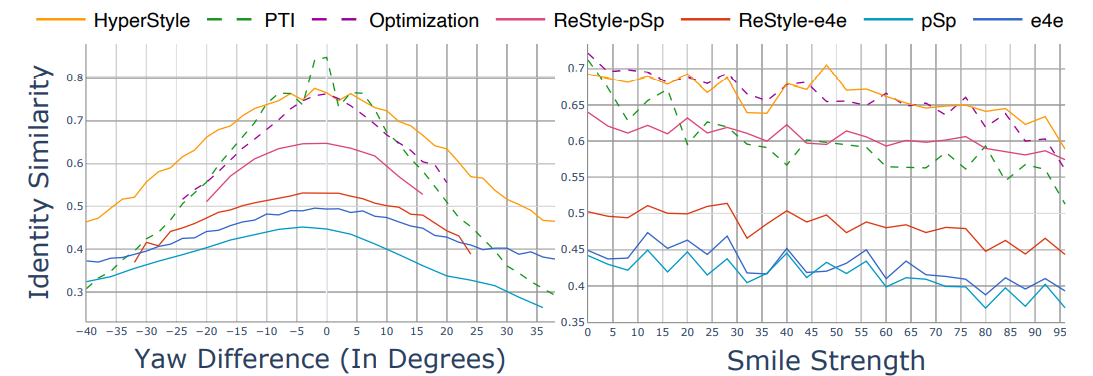 HyperStyle PTI Optimization ReStyle-pSp ReStyle-e4e pSp e4e
Identity Similarity
0.8
0.7
0.6
0.5
0.4
0.3
−40 −35 −30 −25 −20 −15 −10 −5 0 5 10 15 20 25 30 35
Yaw Difference (In Degrees)
0.7
0.65
0.6
0.55
0.5
0.45
0.4
0.35
0 5 10 15 20 25 30 35 40 45 50 55 60 65 70 75 80 85 90 95
Smile Strength